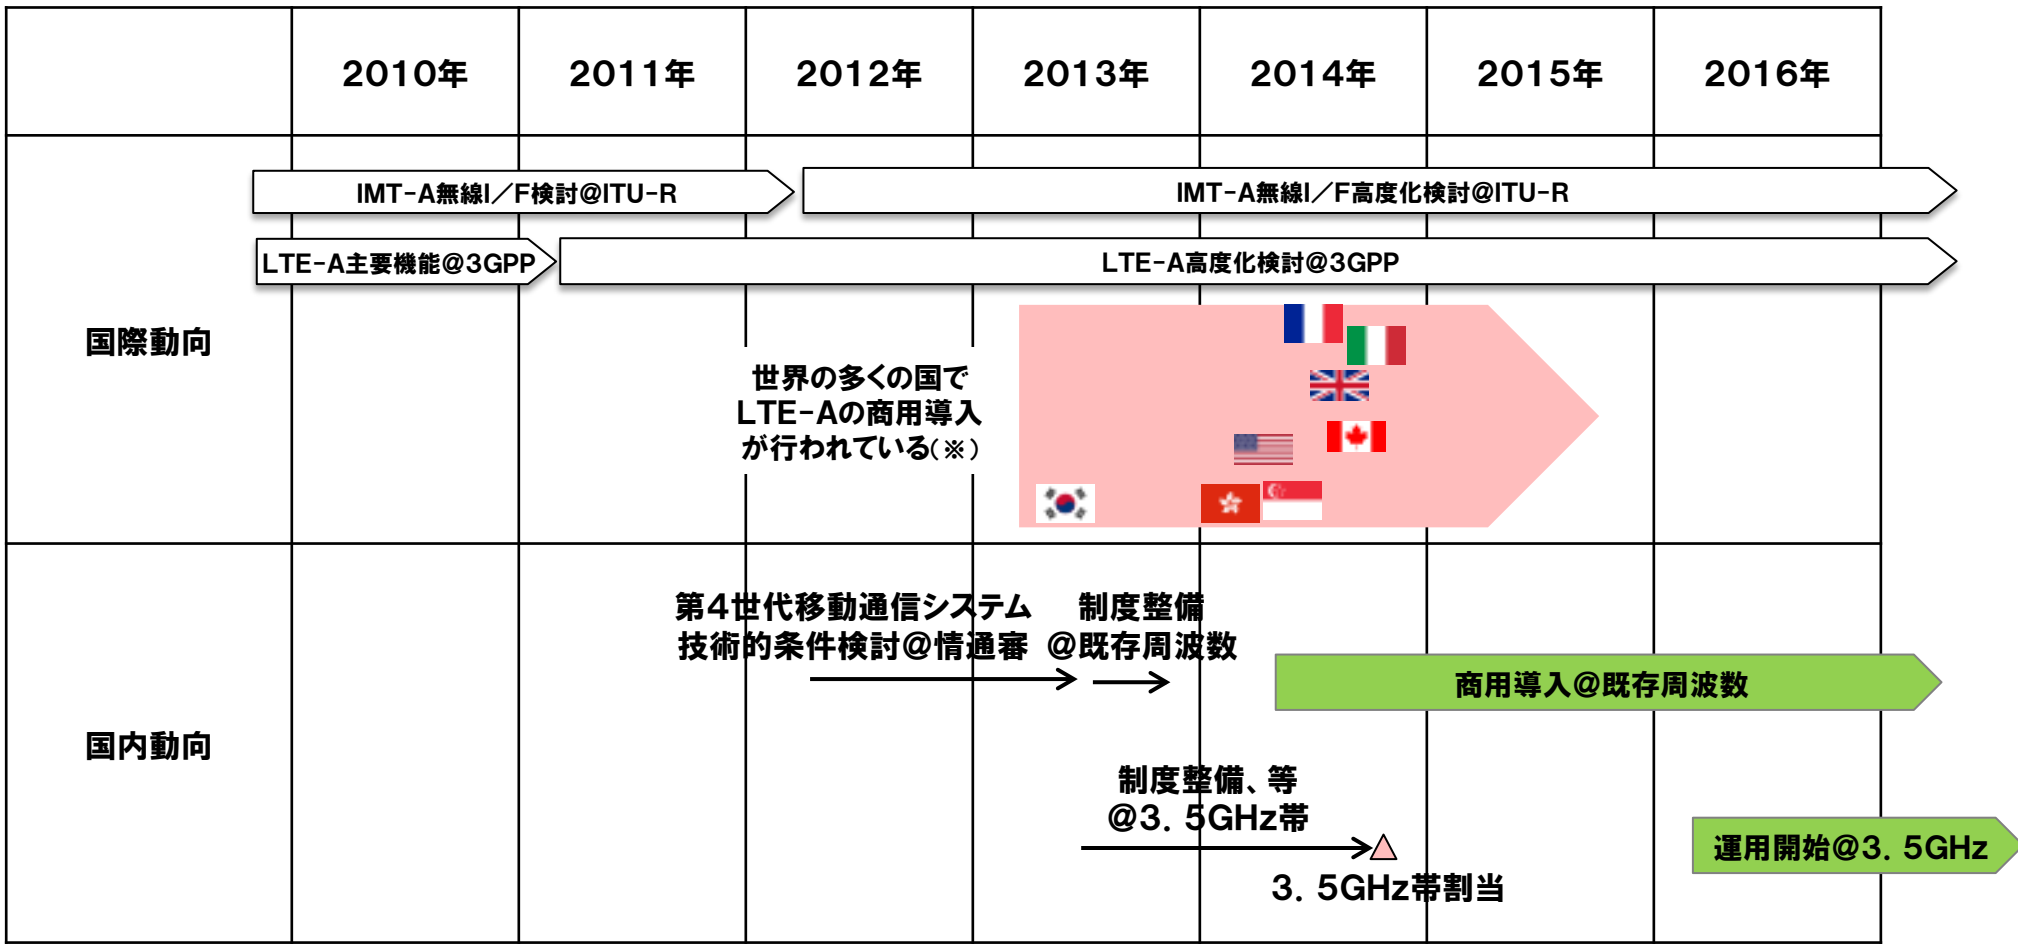 2010年
2011年
2012年
2013年
2014年
2015年
2016年
国際動向
IMT-A無線I/F検討@ITU-R
IMT-A無線I/F高度化検討@ITU-R
LTE-A主要機能@3GPP
LTE-A高度化検討@3GPP
世界の多くの国で
LTE-Aの商用導入
が行われている(※)
国内動向
第4世代移動通信システム
技術的条件検討@情通審
制度整備
@既存周波数
商用導入@既存周波数
制度整備、等
@3.5GHz帯
3.5GHz帯割当
運用開始@3.5GHz